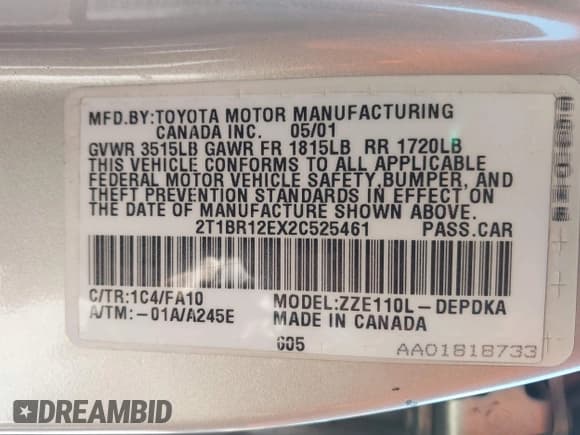 MFD.BY:TOYOTA MOTOR MANUFACTURING
CANADA INC. 05/01
GVWR 3515LB GAWR FR 1815LB RR 1720LB
THIS VEHICLE CONFORMS TO ALL APPLICABLE
FEDERAL MOTOR VEHICLE SAFETY,BUMPER, AND
THEFT PREVENTION STANDARDS IN EFFECT ON
THE DATE OF MANUFACTURE SHOWN ABOVE.
2T1BR12EX2C525461 PASS.CAR
C/TR:1C4/FA10 MODEL:ZZE110L-DEPDKA
A/TM:-01A/A245E MADE IN CANADA
605 AA01818733
DREAMBID